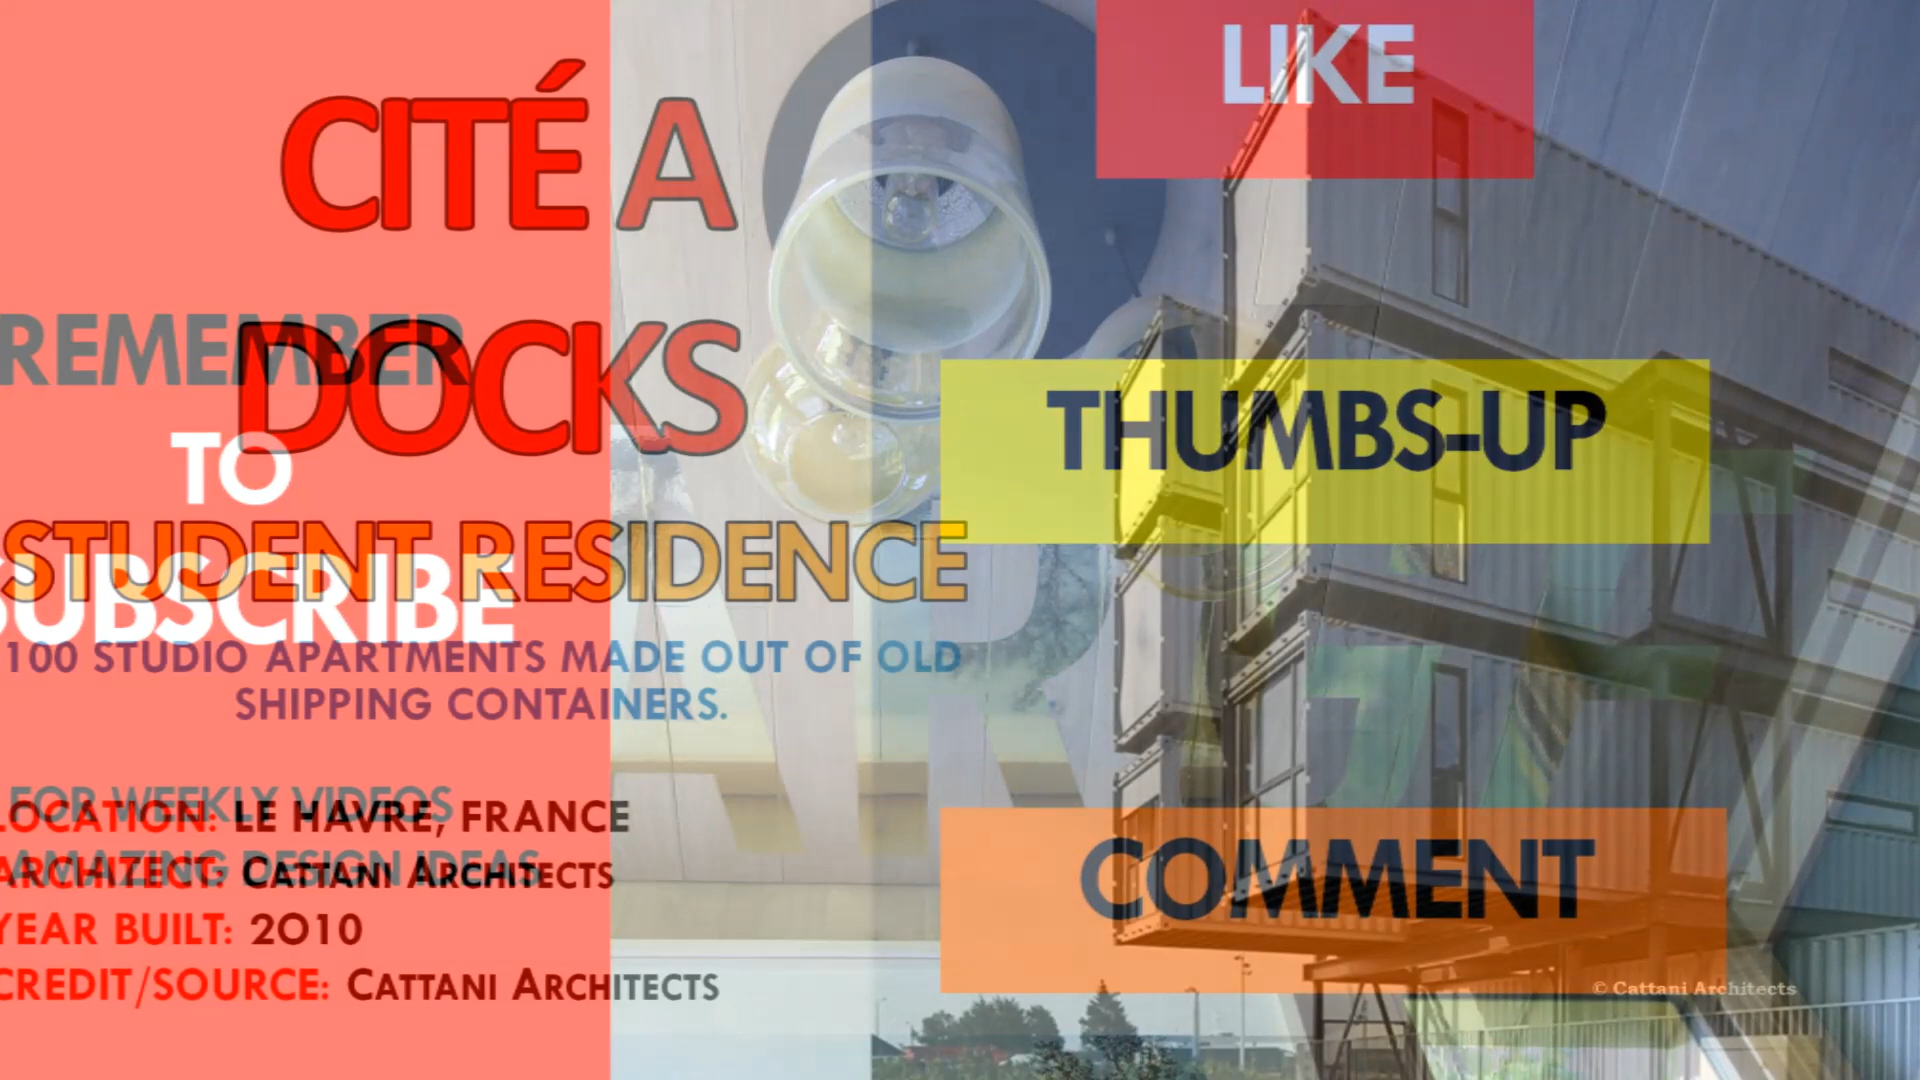 LIKE
CITÉ A
DOCKS
REMEMBER
TO
SUBSCRIBE
THUMBS-UP
STUDENT RESIDENCE
100 STUDIO APARTMENTS MADE OUT OF OLD
SHIPPING CONTAINERS.
FOR WEEKLY VIDEOS
AMAZING DESIGN IDEAS
LOCATION: LE HAVRE, FRANCE
ARCHIZECT: CATTANI ARCHITECTS
YEAR BUILT: 2010
CREDIT/SOURCE: CATTANI ARCHITECTS
COMMENT
© Cattani Architects